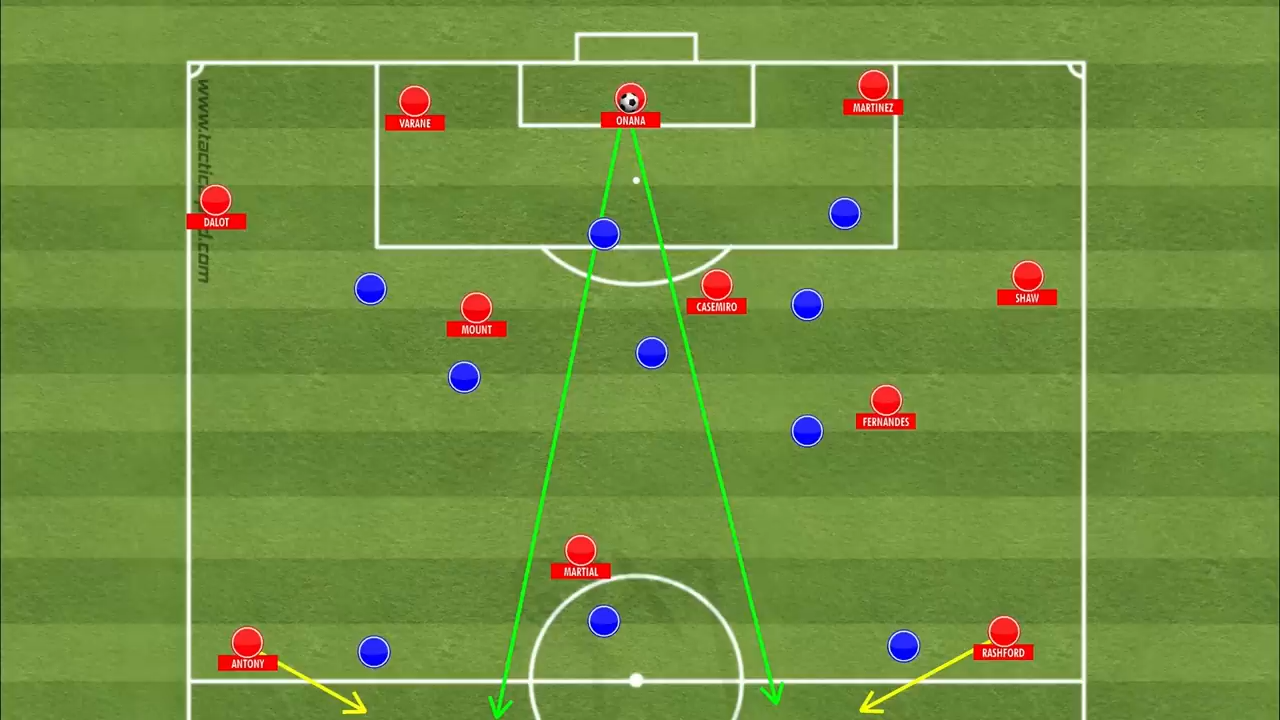 VARANE
ONANA
MARTINEZ
DALOT
MOUNT
CASEMIRO
SHAW
FERNANDES
MARTIAL
ANTONY
RASHFORD